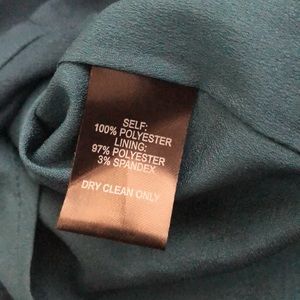 SELF:
100% POLYESTER
LINING:
97% POLYESTER
3% SPANDEX
DRY CLEAN ONLY